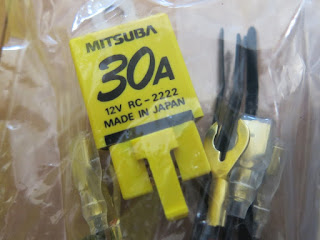 MITSUBA
30A
12V RC-2222
MADE IN JAPAN